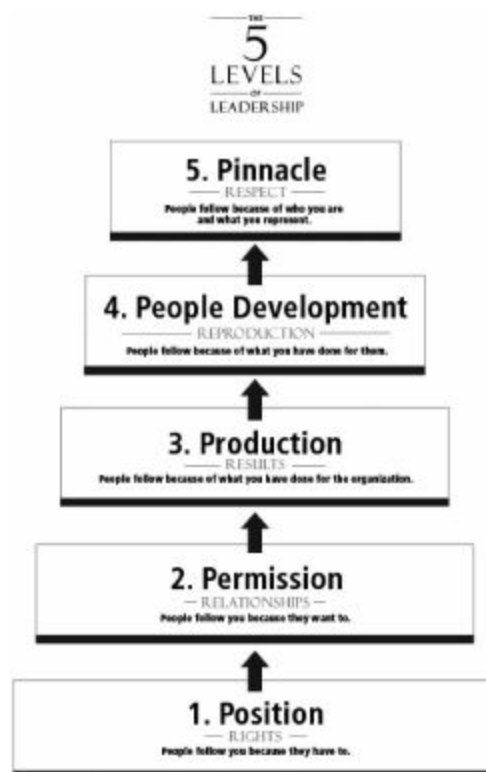 THE
5
LEVELS
OF
LEADERSHIP
5. Pinnacle
RESPECT
People follow because of who you are
and what you represent.
4. People Development
REPRODUCTION
People follow because of what you have done for them.
3. Production
RESULTS
People follow because of what you have done for the organization.
2. Permission
RELATIONSHIPS
People follow you because they want to.
1. Position
RIGHTS
People follow you because they have to.